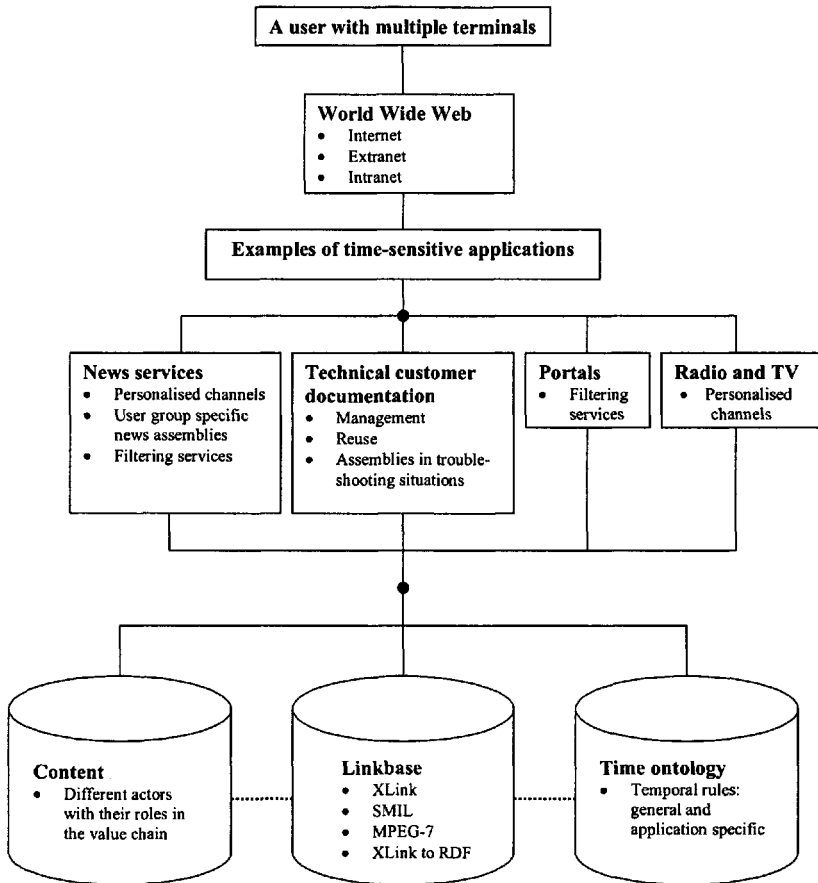 A user with multiple terminals
World Wide Web
• Internet
• Extranet
• Intranet
Examples of time-sensitive applications
News services
• Personalised channels
• User group specific
news assemblies
• Filtering services
Technical customer
documentation
• Management
• Reuse
• Assemblies in trouble-
shooting situations
Portals
• Filtering
services
Radio and TV
• Personalised
channels
Content
• Different actors
with their roles in
the value chain
Linkbase
• XLink
• SMIL
• MPEG-7
• XLink to RDF
Time ontology
• Temporal rules:
general and
application specific